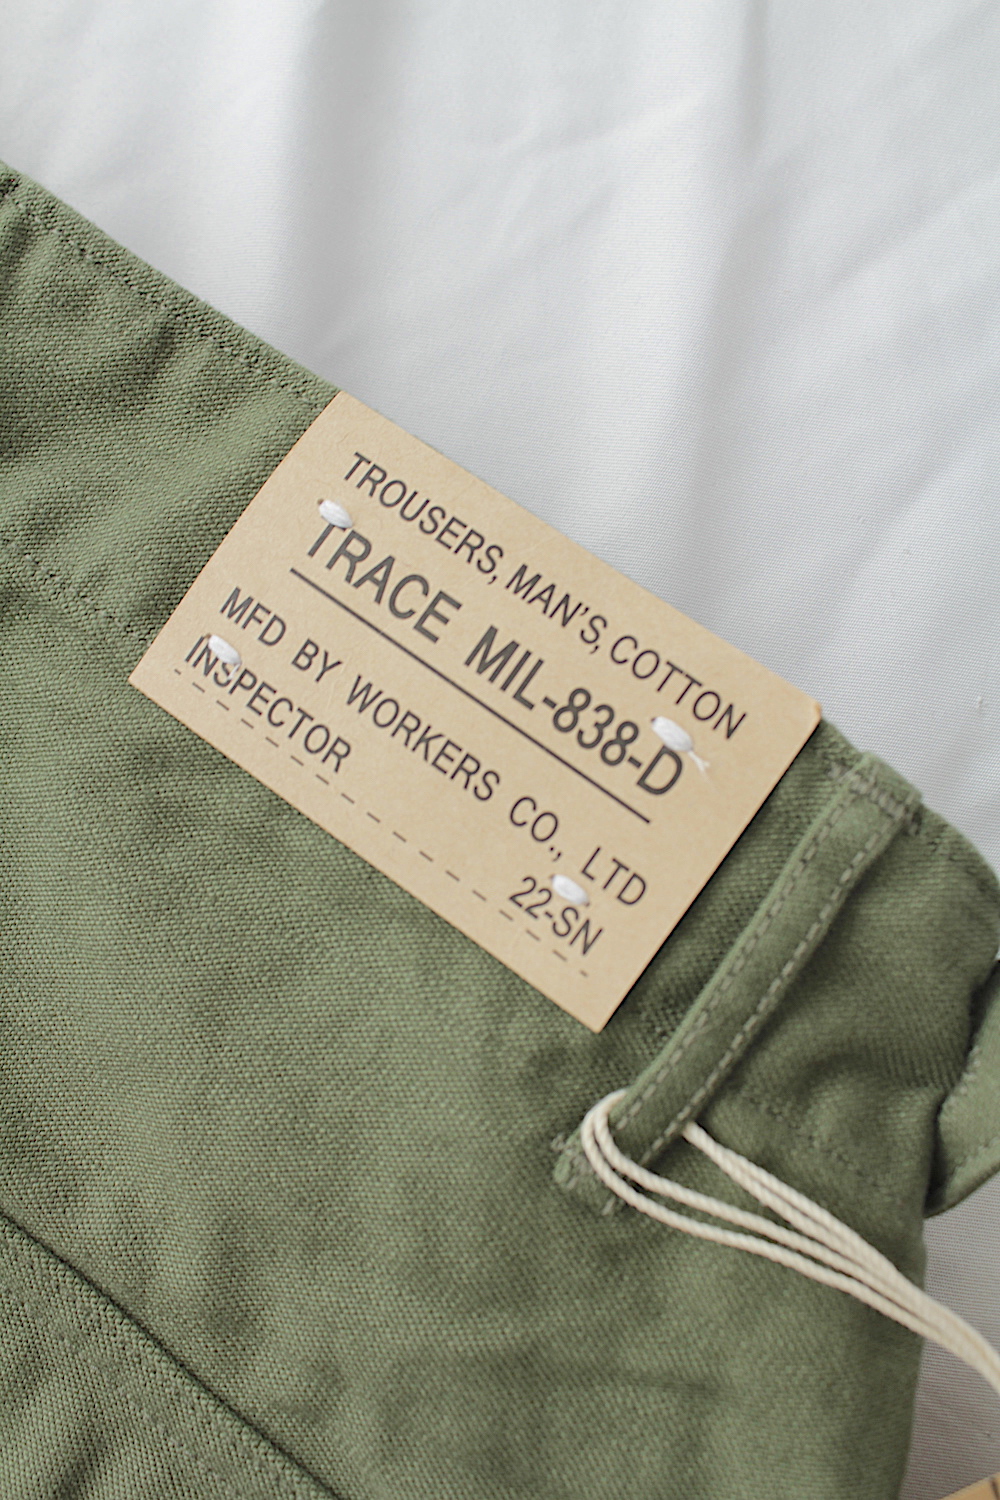 TROUSERS, MAN'S, COTTON
TRACE MIL-838-D
MFD BY WORKERS CO., LTD
INSPECTOR 22-SN